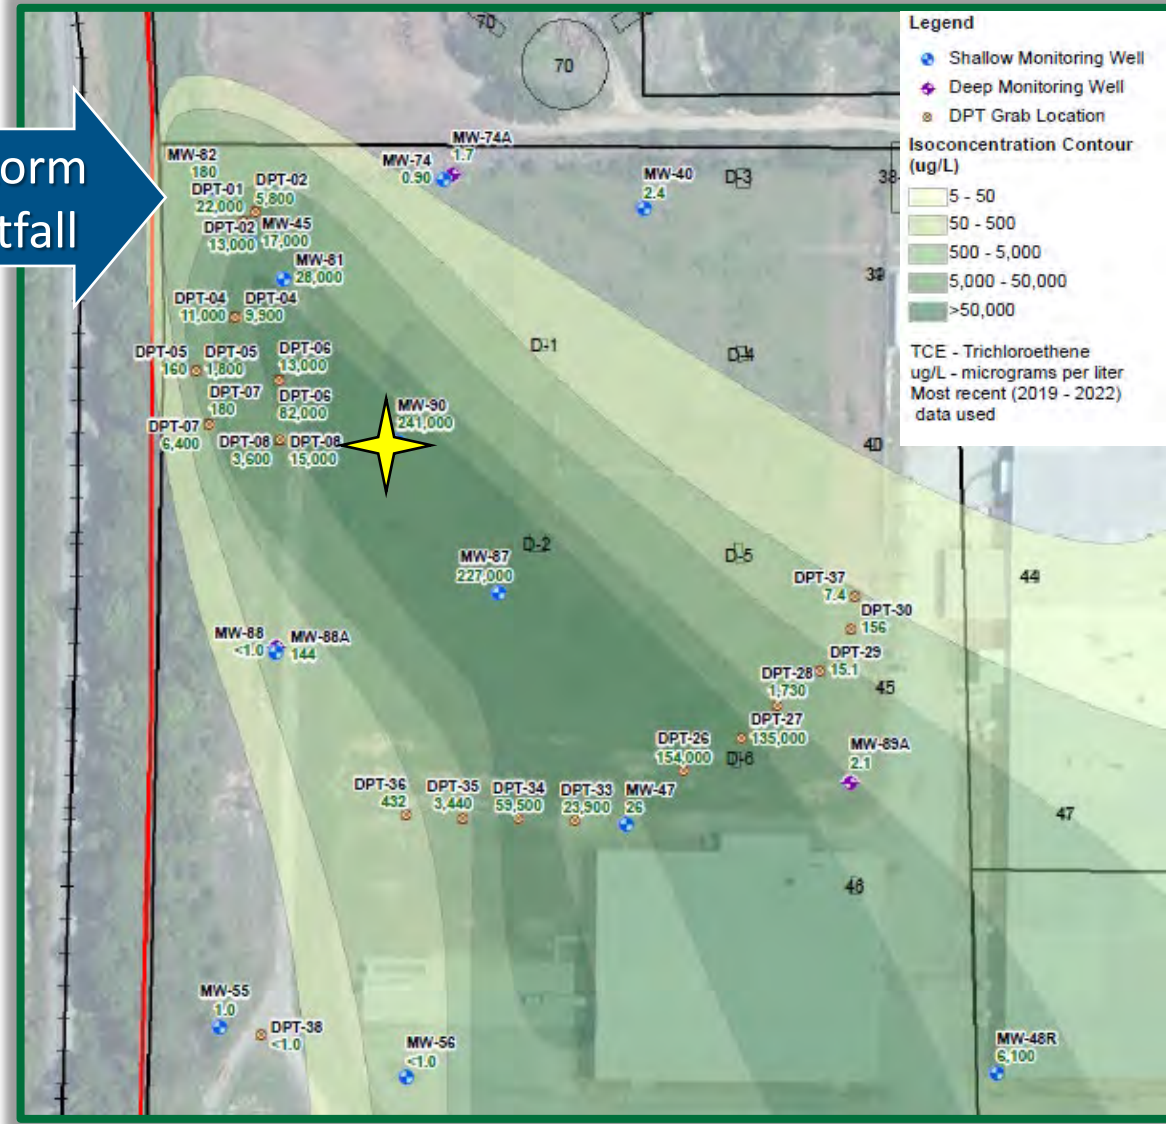 Legend
Shallow Monitoring Well
Deep Monitoring Well
DPT Grab Location
Isoconcentration Contour
(ug/L)
5 - 50
50 - 500
500 - 5,000
5,000 - 50,000
>50,000
TCE - Trichloroethene
ug/L - micrograms per liter
Most recent (2019 - 2022)
data used
70
70
orm
tfall
MW-82
180
MW-74A
1.7
MW-74
0.90
MW-40
2.4
D-3
38
DPT-01
22,000
DPT-02
5,800
DPT-02
13,000
MW-45
17,000
MW-81
28,000
39
DPT-04
11,000
DPT-04
9,900
D-1
D-4
DPT-05
160
DPT-05
1,800
DPT-06
13,000
DPT-07
180
DPT-06
82,000
MW-90
241,000
DPT-07
6,400
DPT-08
3,600
DPT-08
15,000
40
D-2
D-5
MW-87
227,000
DPT-37
7.4
44
DPT-30
156
MW-88
<1.0
MW-88A
144
DPT-29
15.1
DPT-28
1,730
45
DPT-27
135,000
DPT-26
154,000
D-6
MW-89A
2.1
DPT-36
432
DPT-35
3,440
DPT-34
59,500
DPT-33
23,900
MW-47
26
47
46
MW-55
1.0
DPT-38
<1.0
MW-56
<1.0
MW-48R
6,100